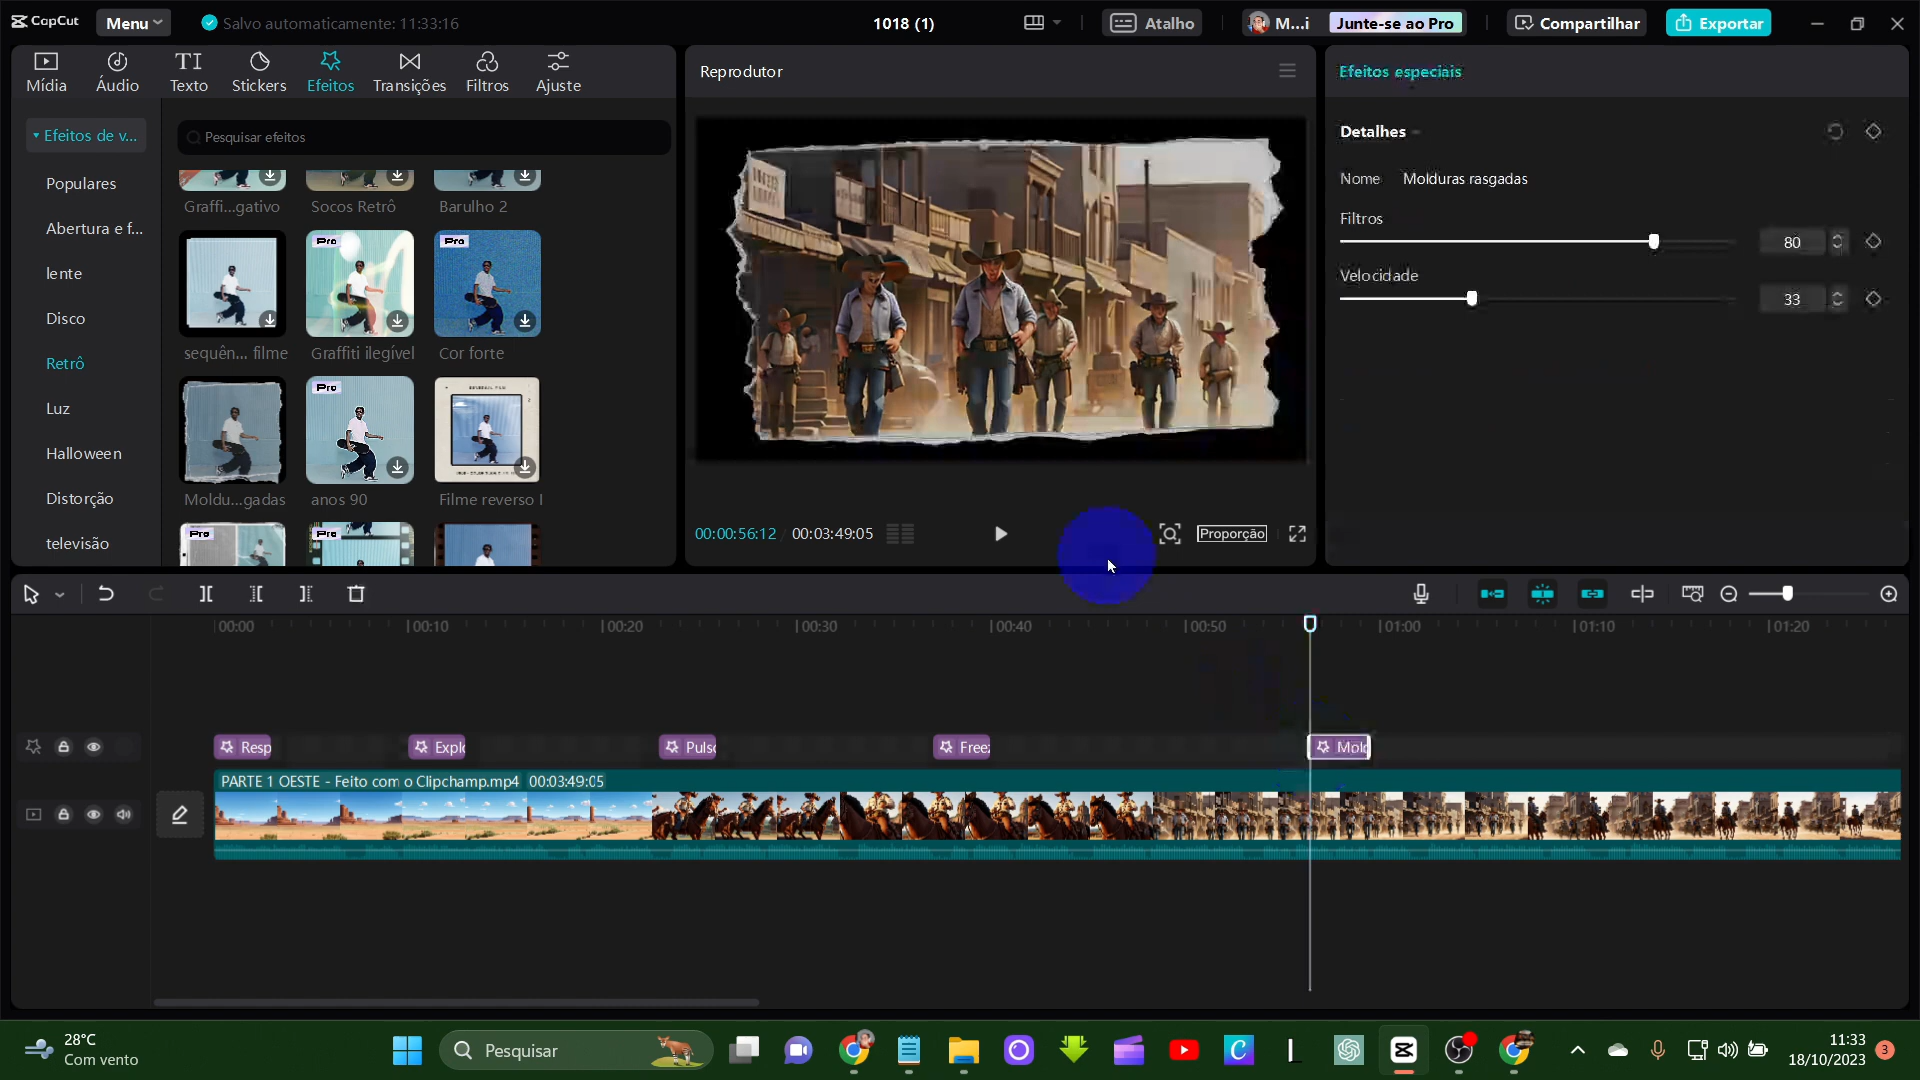 CapCut
Menu
Salvo automaticamente: 11:33:16
1018 (1)
Atalho
M...i
Junte-se ao Pro
Compartilhar
Exportar
Mídia
Áudio
Texto
Stickers
Efeitos
Transições
Filtros
Ajuste
Efeitos de v...
Populares
Abertura e f...
lente
Disco
Retrô
Luz
Halloween
Distorção
televisão
Pesquisar efeitos
Graffi...gativo
Socos Retrô
Barulho 2
Pro
Pro
sequên... filme
Graffiti ilegível
Cor forte
Pro
Moldu...gadas
anos 90
Filme reverso I
Pro
Pro
Reprodutor
00:00:56:12 / 00:03:49:05
Proporção
Efeitos especiais
Detalhes
Nome Molduras rasgadas
Filtros
80
Velocidade
33
00:00
00:10
00:20
00:30
00:40
00:50
01:00
01:10
01:20
Resp
Explo
Pulso
Free
Mold
PARTE 1 OESTE - Feito com o Clipchamp.mp4 00:03:49:05
28°C
Com vento
Pesquisar
11:33
18/10/2023
3